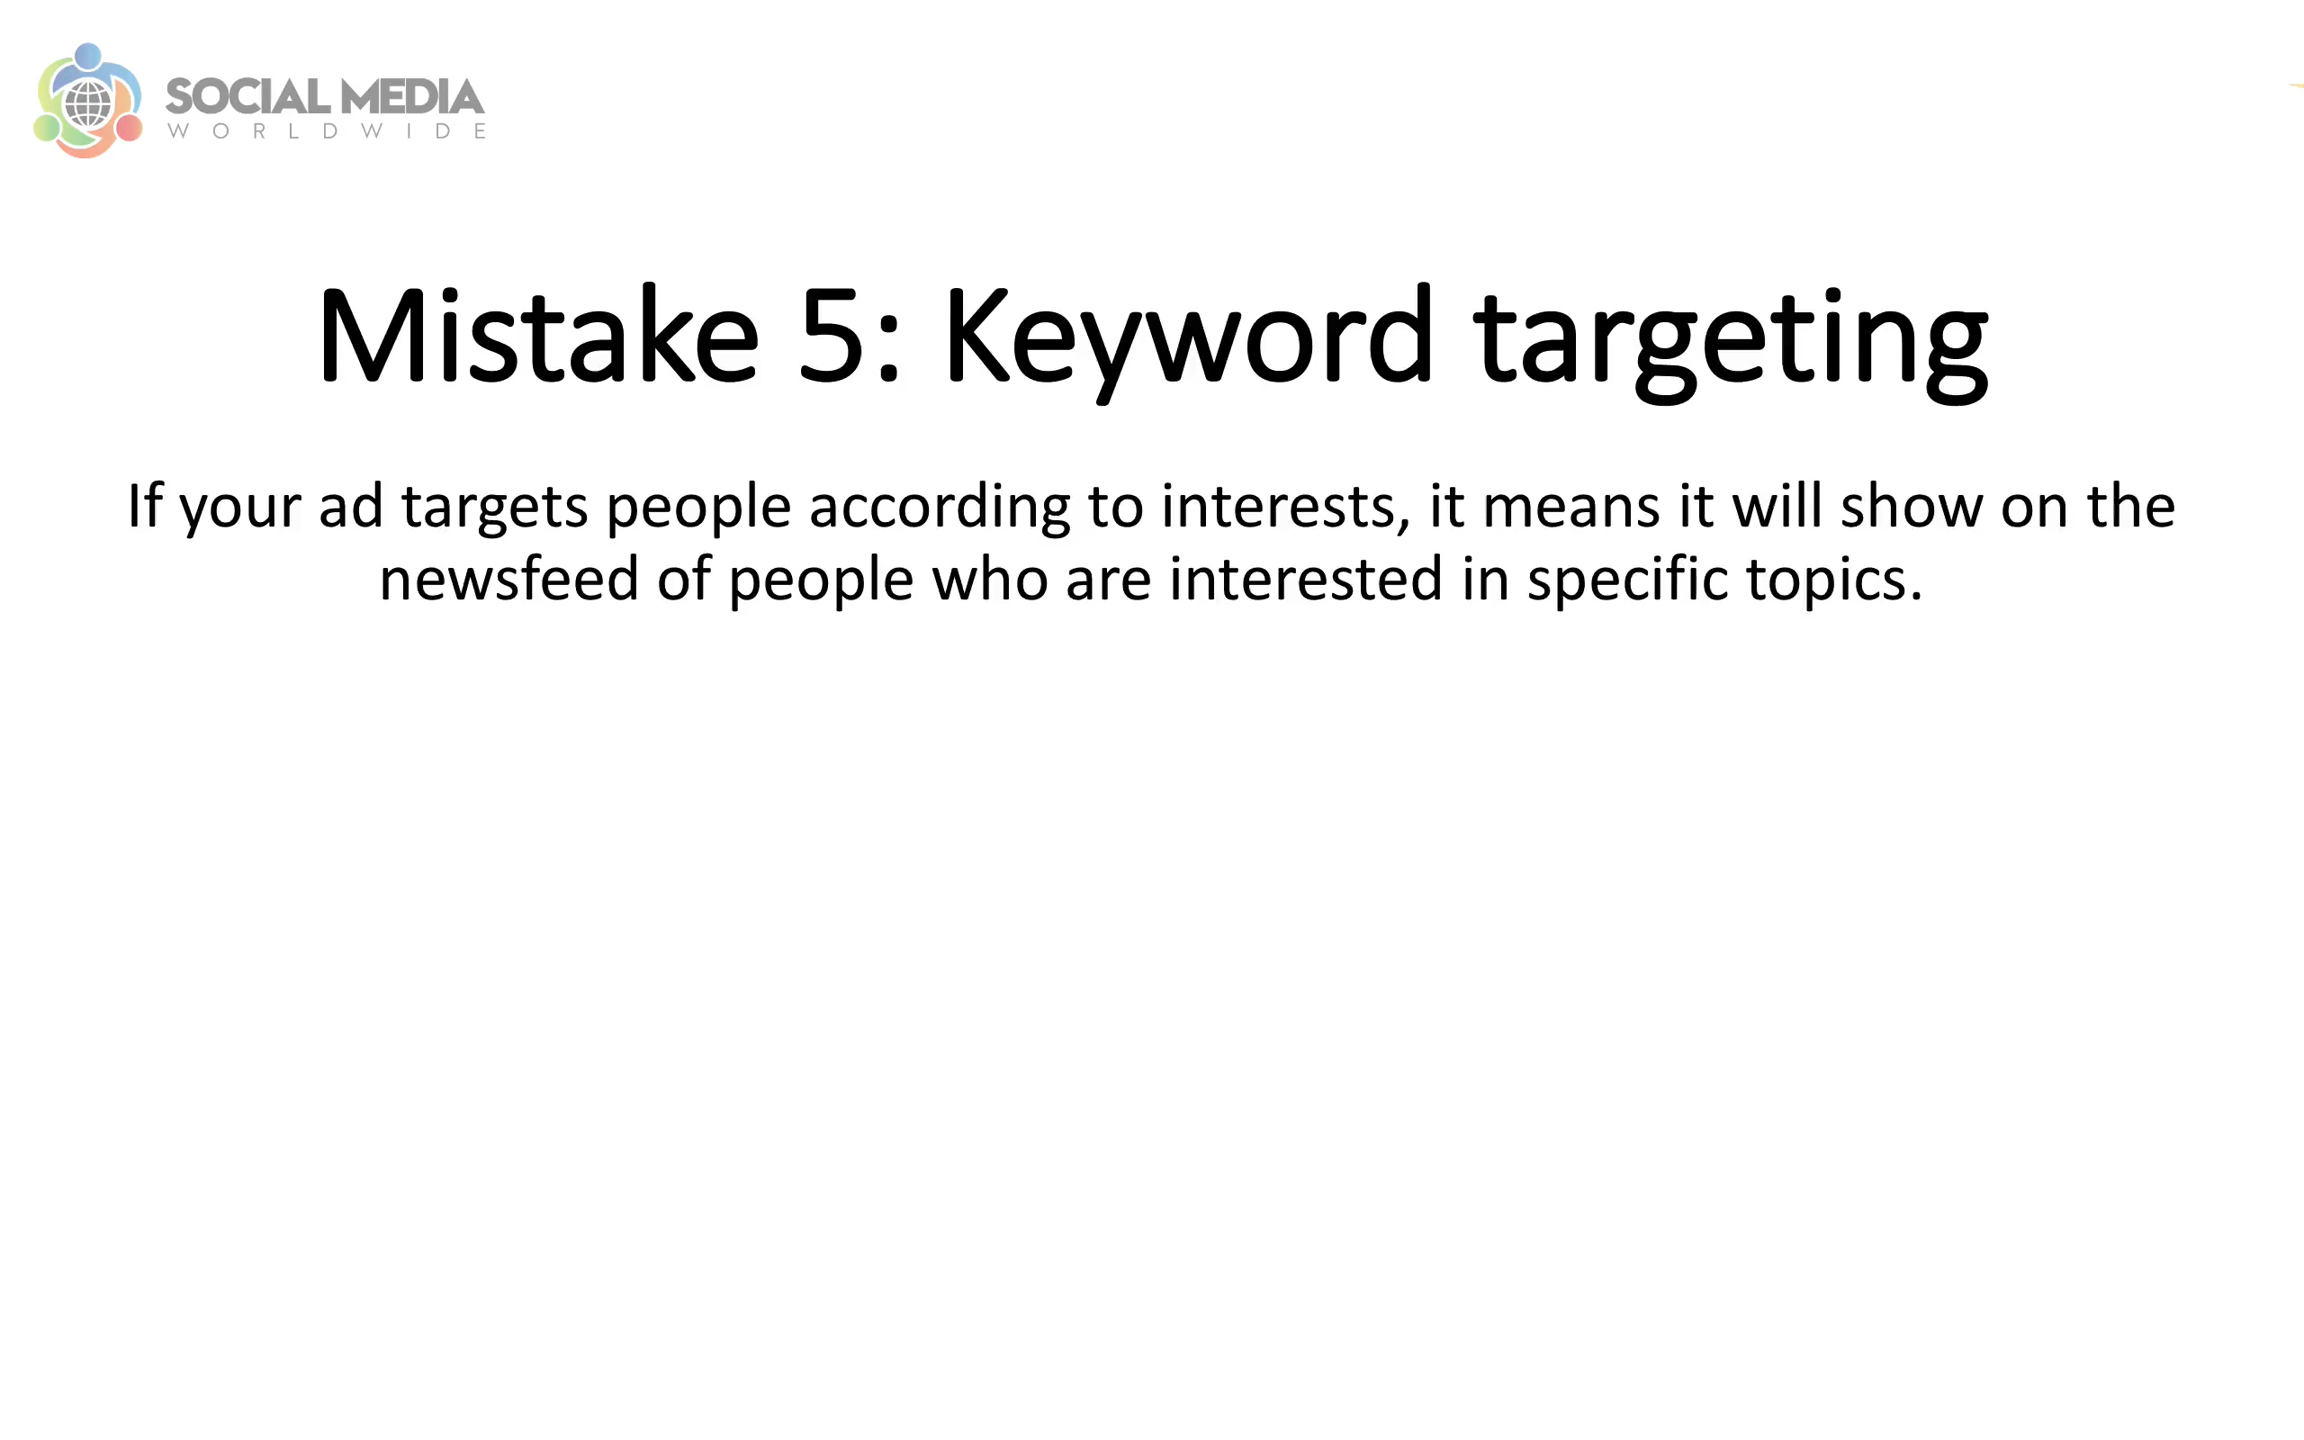 SOCIAL MEDIA
WORLDWIDE
Mistake 5: Keyword targeting
If your ad targets people according to interests, it means it will show on the
newsfeed of people who are interested in specific topics.